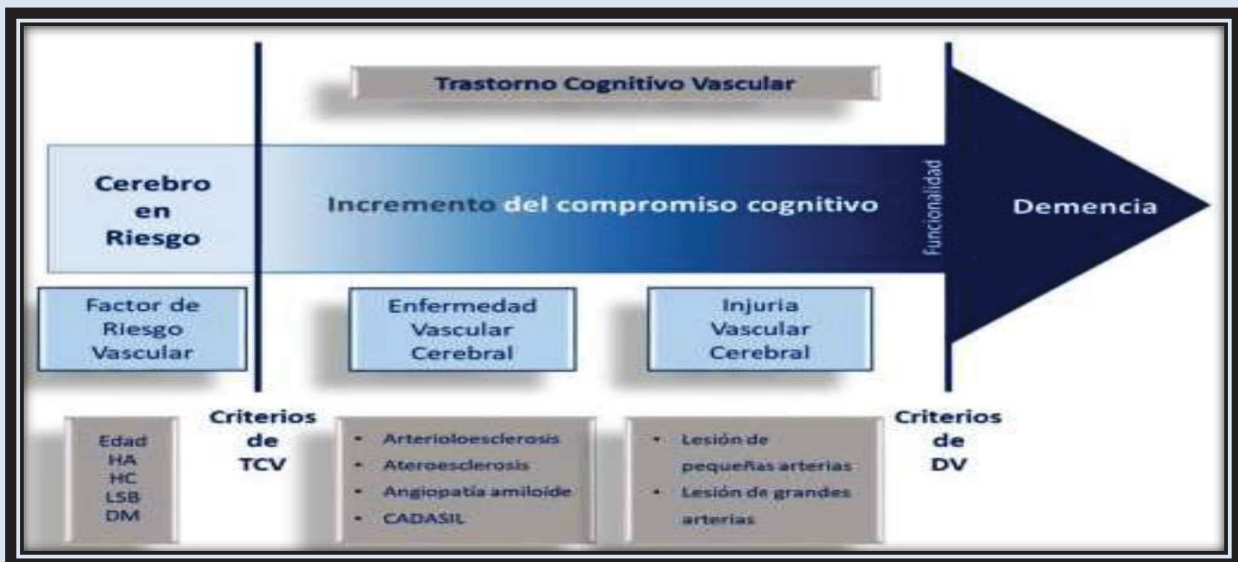 Trastorno Cognitivo Vascular
Cerebro
en
Riesgo
Incremento del compromiso cognitivo
Funcionalidad
Demencia
Factor de
Riesgo
Vascular
Enfermedad
Vascular
Cerebral
Injuria
Vascular
Cerebral
Edad
HA
HC
LSB
DM
Criterios
de
TCV
• Arterioloesclerosis
• Ateroesclerosis
• Angiopatía amiloíde
• CADASIL
• Lesión de
pequeñas arterias
• Lesión de grandes
arterias
Criterios
de
DV